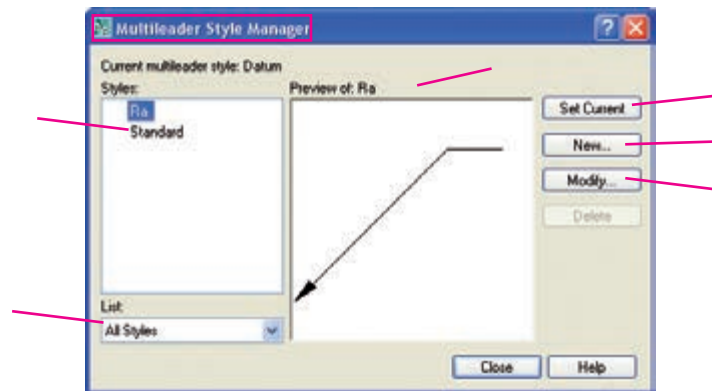 Multileader Style Manager
Current multileader style: Datum
Styles:
Preview of: Ra
Ra
Standard
Set Current
New...
Modify...
Delete
List:
All Styles
Close
Help